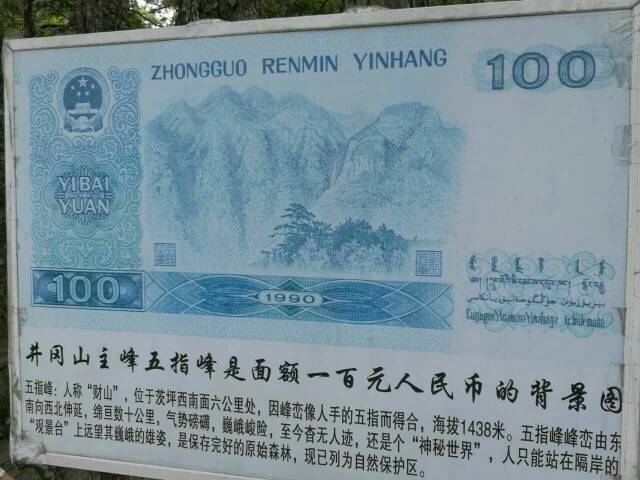 ZHONGGUO RENMIN YINHANG
100
YIBAI
YUAN
100
1990
井冈山主峰五指峰是面额一百元人民币的背景图
五指峰：人称“财山”，位于茨坪西南面六公里处，因峰峦像人手的五指而得合，海拔1438米。五指峰峰峦由东
南向西北伸延，绵亘数十公里，气势磅礴，巍峨峻险，至今杳无人迹，还是个“神秘世界”，人只能站在隔岸的
“观景台”上远望其巍峨的雄姿，是保存完好的原始森林，现已列为自然保护区。